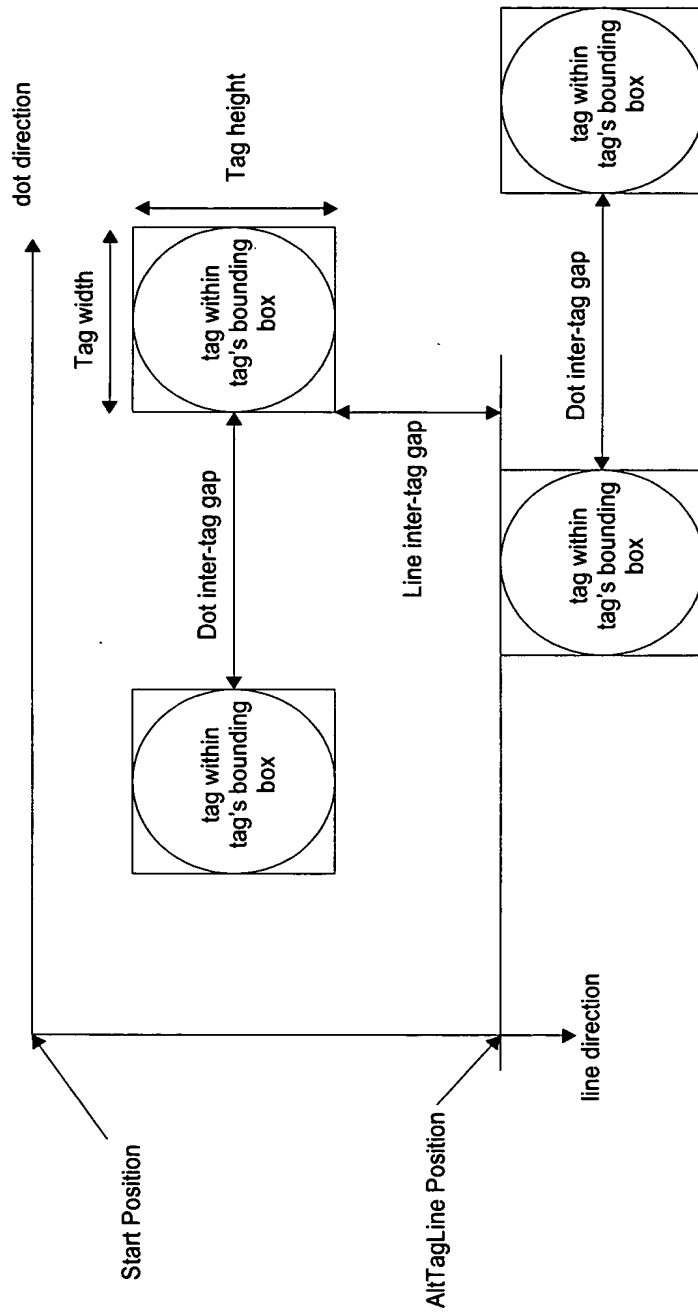 dot direction
Tag height
Tag width
tag within
tag's bounding
box
Dot inter-tag gap
tag within
tag's bounding
box
Line inter-tag gap
tag within
tag's bounding
box
Dot inter-tag gap
tag within
tag's bounding
box
Start Position
AltTagLine Position
line direction